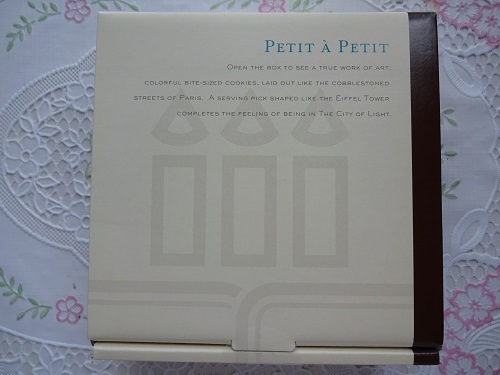 PETIT À PETIT
OPEN THE BOX TO SEE A TRUE WORK OF ART:
COLORFUL BITE-SIZED COOKIES, LAID OUT LIKE THE COBBLESTONED
STREETS OF PARIS. A SERVING PICK SHAPED LIKE THE EIFFEL TOWER
COMPLETES THE FEELING OF BEING IN THE CITY OF LIGHT.